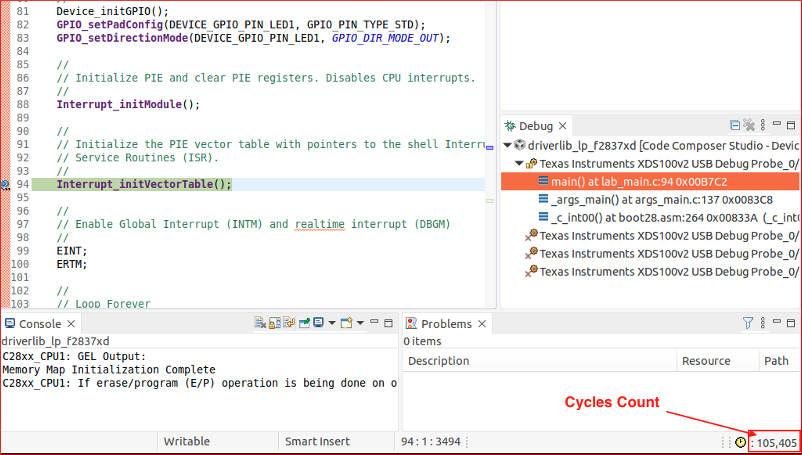 80 //
81 Device_initGPIO();
82 GPIO_setPadConfig(DEVICE_GPIO_PIN_LED1, GPIO_PIN_TYPE_STD);
83 GPIO_setDirectionMode(DEVICE_GPIO_PIN_LED1, GPIO_DIR_MODE_OUT);
84
85 //
86 // Initialize PIE and clear PIE registers. Disables CPU interrupts.
87 //
88 Interrupt_initModule();
89
90 //
91 // Initialize the PIE vector table with pointers to the shell Interr
92 // Service Routines (ISR).
93 //
94 Interrupt_initVectorTable();
95
96 //
97 // Enable Global Interrupt (INTM) and realtime interrupt (DBGM)
98 //
99 EINT;
100 ERTM;
101
102 //
103 // Loop Forever
Debug
driverlib_lp_f2837xd [Code Composer Studio - Devic
Texas Instruments XDS100v2 USB Debug Probe_0/
main() at lab_main.c:94 0x00B7C2
_args_main() at args_main.c:137 0x0083C8
_c_int00() at boot28.asm:264 0x00833A (_c_int00
Texas Instruments XDS100v2 USB Debug Probe_0/
Texas Instruments XDS100v2 USB Debug Probe_0/
Texas Instruments XDS100v2 USB Debug Probe_0/
Console
driverlib_lp_f2837xd
C28xx_CPU1: GEL Output:
Memory Map Initialization Complete
C28xx_CPU1: If erase/program (E/P) operation is being done on o
Problems
0 items
Description Resource Path
Cycles Count
Writable Smart Insert 94 : 1 : 3494 : 105,405